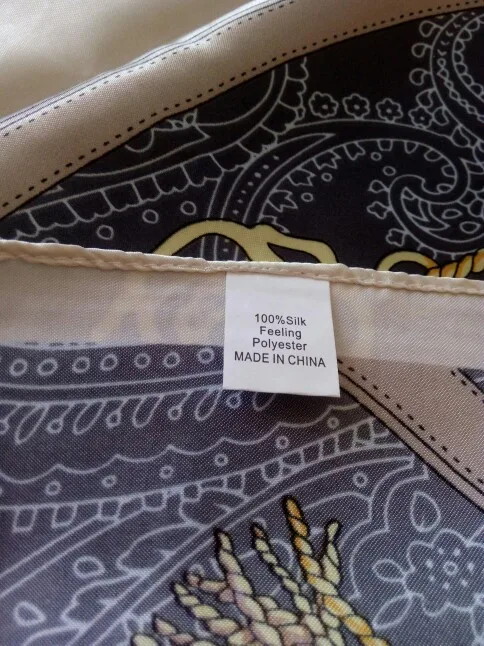 100%Silk
Feeling
Polyester
MADE IN CHINA